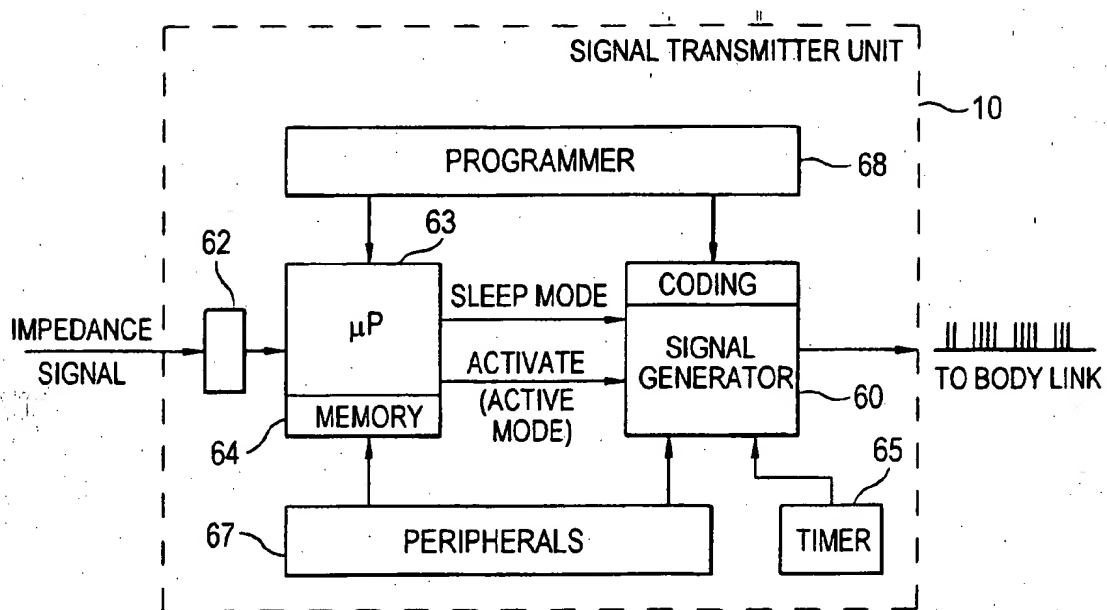 SIGNAL TRANSMITTER UNIT
10
PROGRAMMER
68
62
63
IMPEDANCE
SIGNAL
μP
MEMORY
64
SLEEP MODE
ACTIVATE
(ACTIVE
MODE)
CODING
SIGNAL
GENERATOR
60
TO BODY LINK
65
TIMER
67
PERIPHERALS